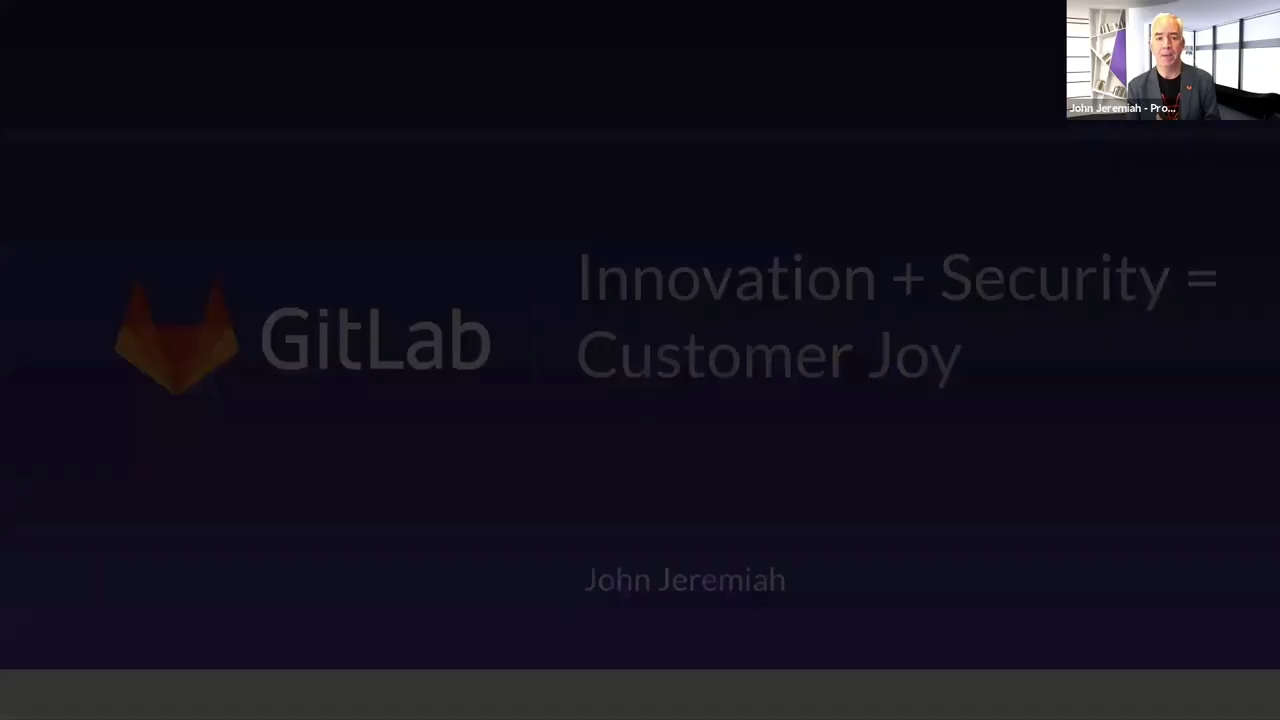 John Jeremiah - Pro...
GitLab
Innovation + Security =
Customer Joy
John Jeremiah